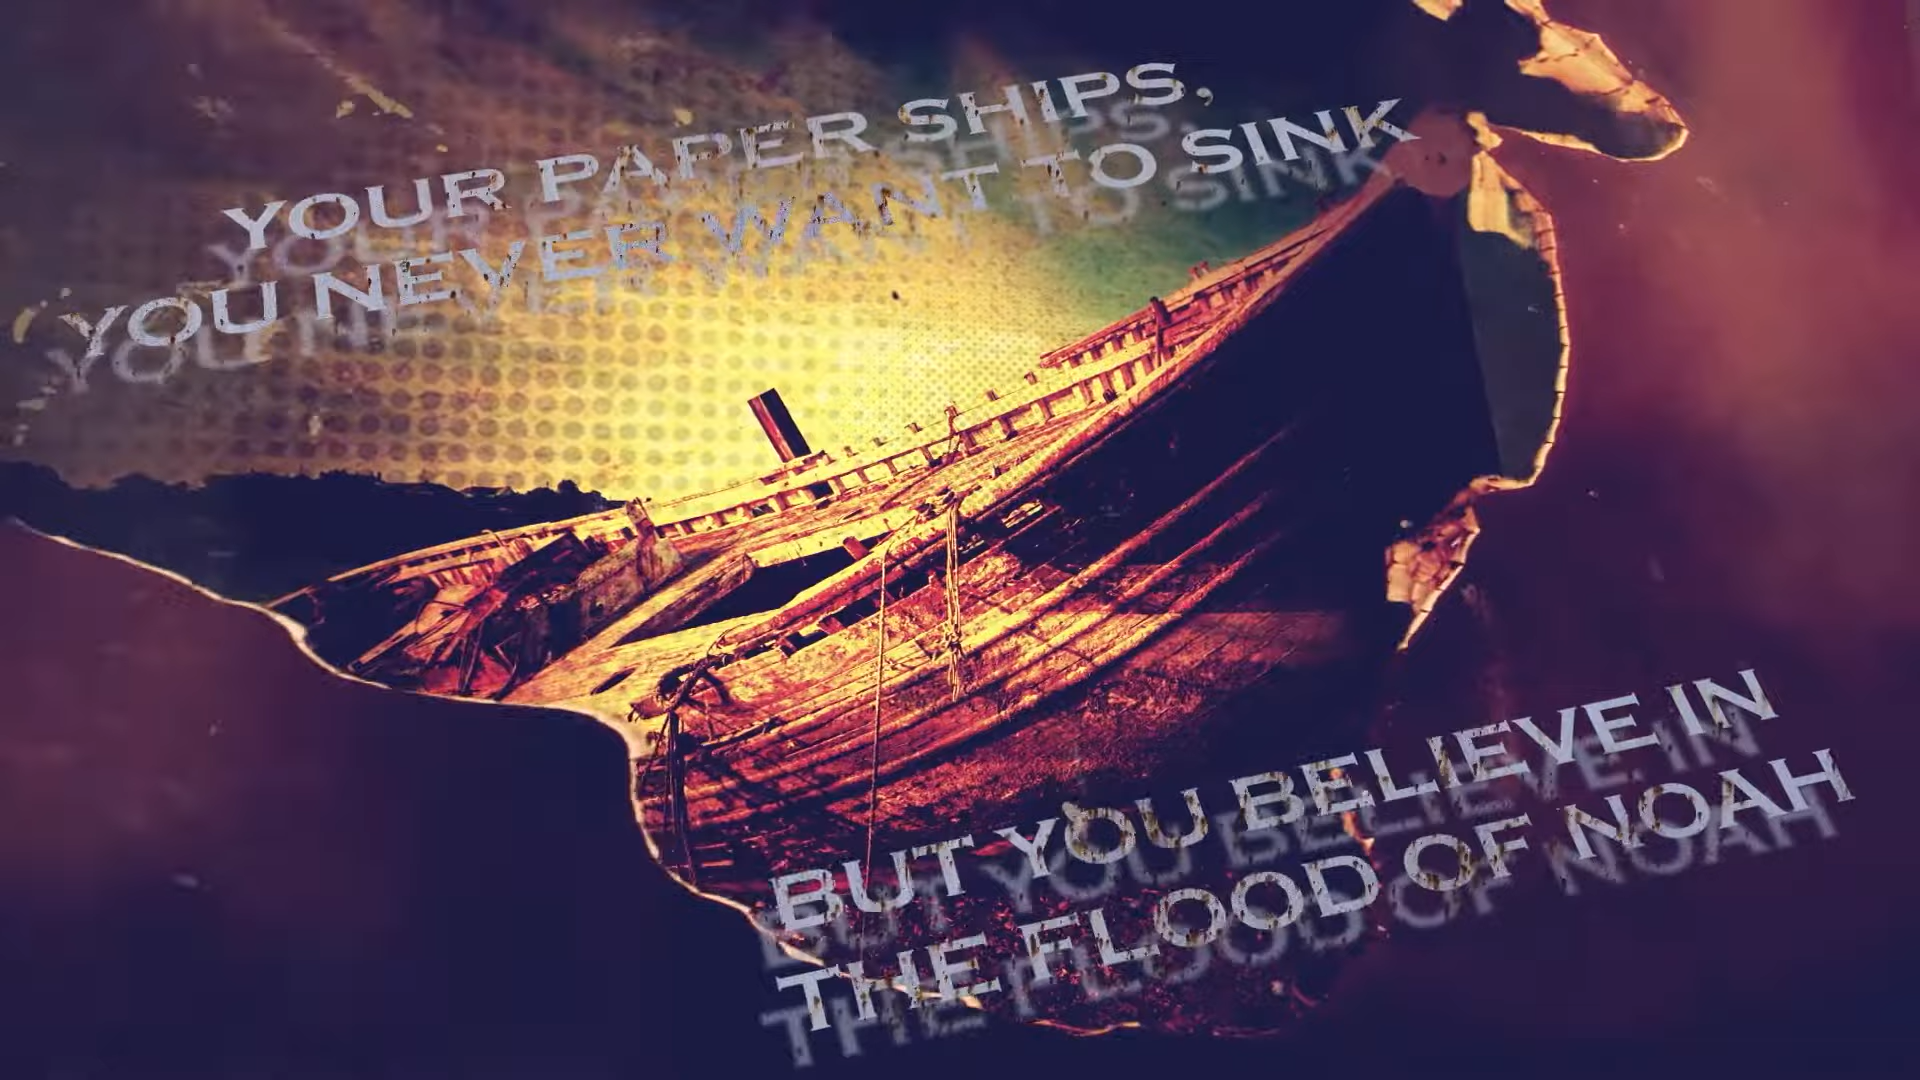 YOUR PAPER SHIPS,
YOU NEVER WANT TO SINK
BUT YOU BELIEVE IN
THE FLOOD OF NOAH